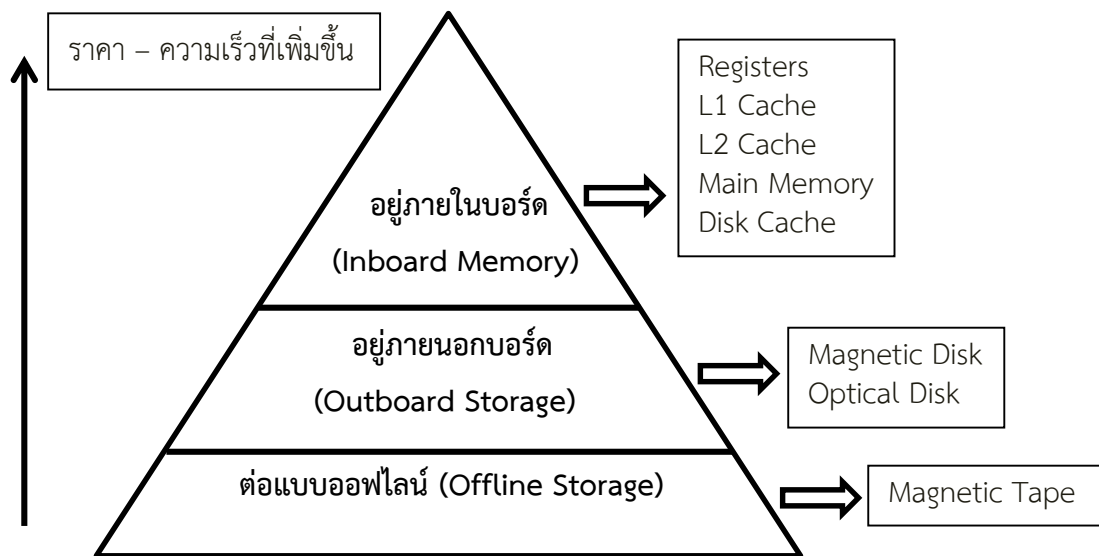 ราคา – ความเร็วที่เพิ่มขึ้น
Registers
L1 Cache
L2 Cache
Main Memory
Disk Cache
อยู่ภายในบอร์ด
(Inboard Memory)
อยู่ภายนอกบอร์ด
(Outboard Storage)
Magnetic Disk
Optical Disk
ต่อแบบออฟไลน์ (Offline Storage)
Magnetic Tape